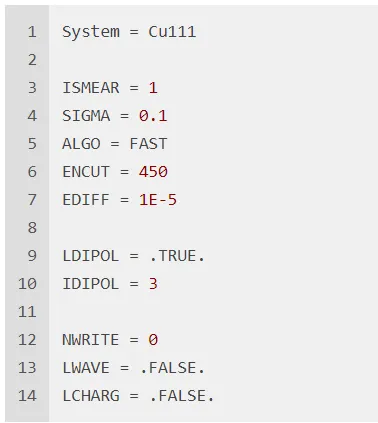 1 System = Cu111
2
3 ISMEAR = 1
4 SIGMA = 0.1
5 ALGO = FAST
6 ENCUT = 450
7 EDIFF = 1E-5
8
9 LDIPOL = .TRUE.
10 IDIPOL = 3
11
12 NWRITE = 0
13 LWAVE = .FALSE.
14 LCHARG = .FALSE.